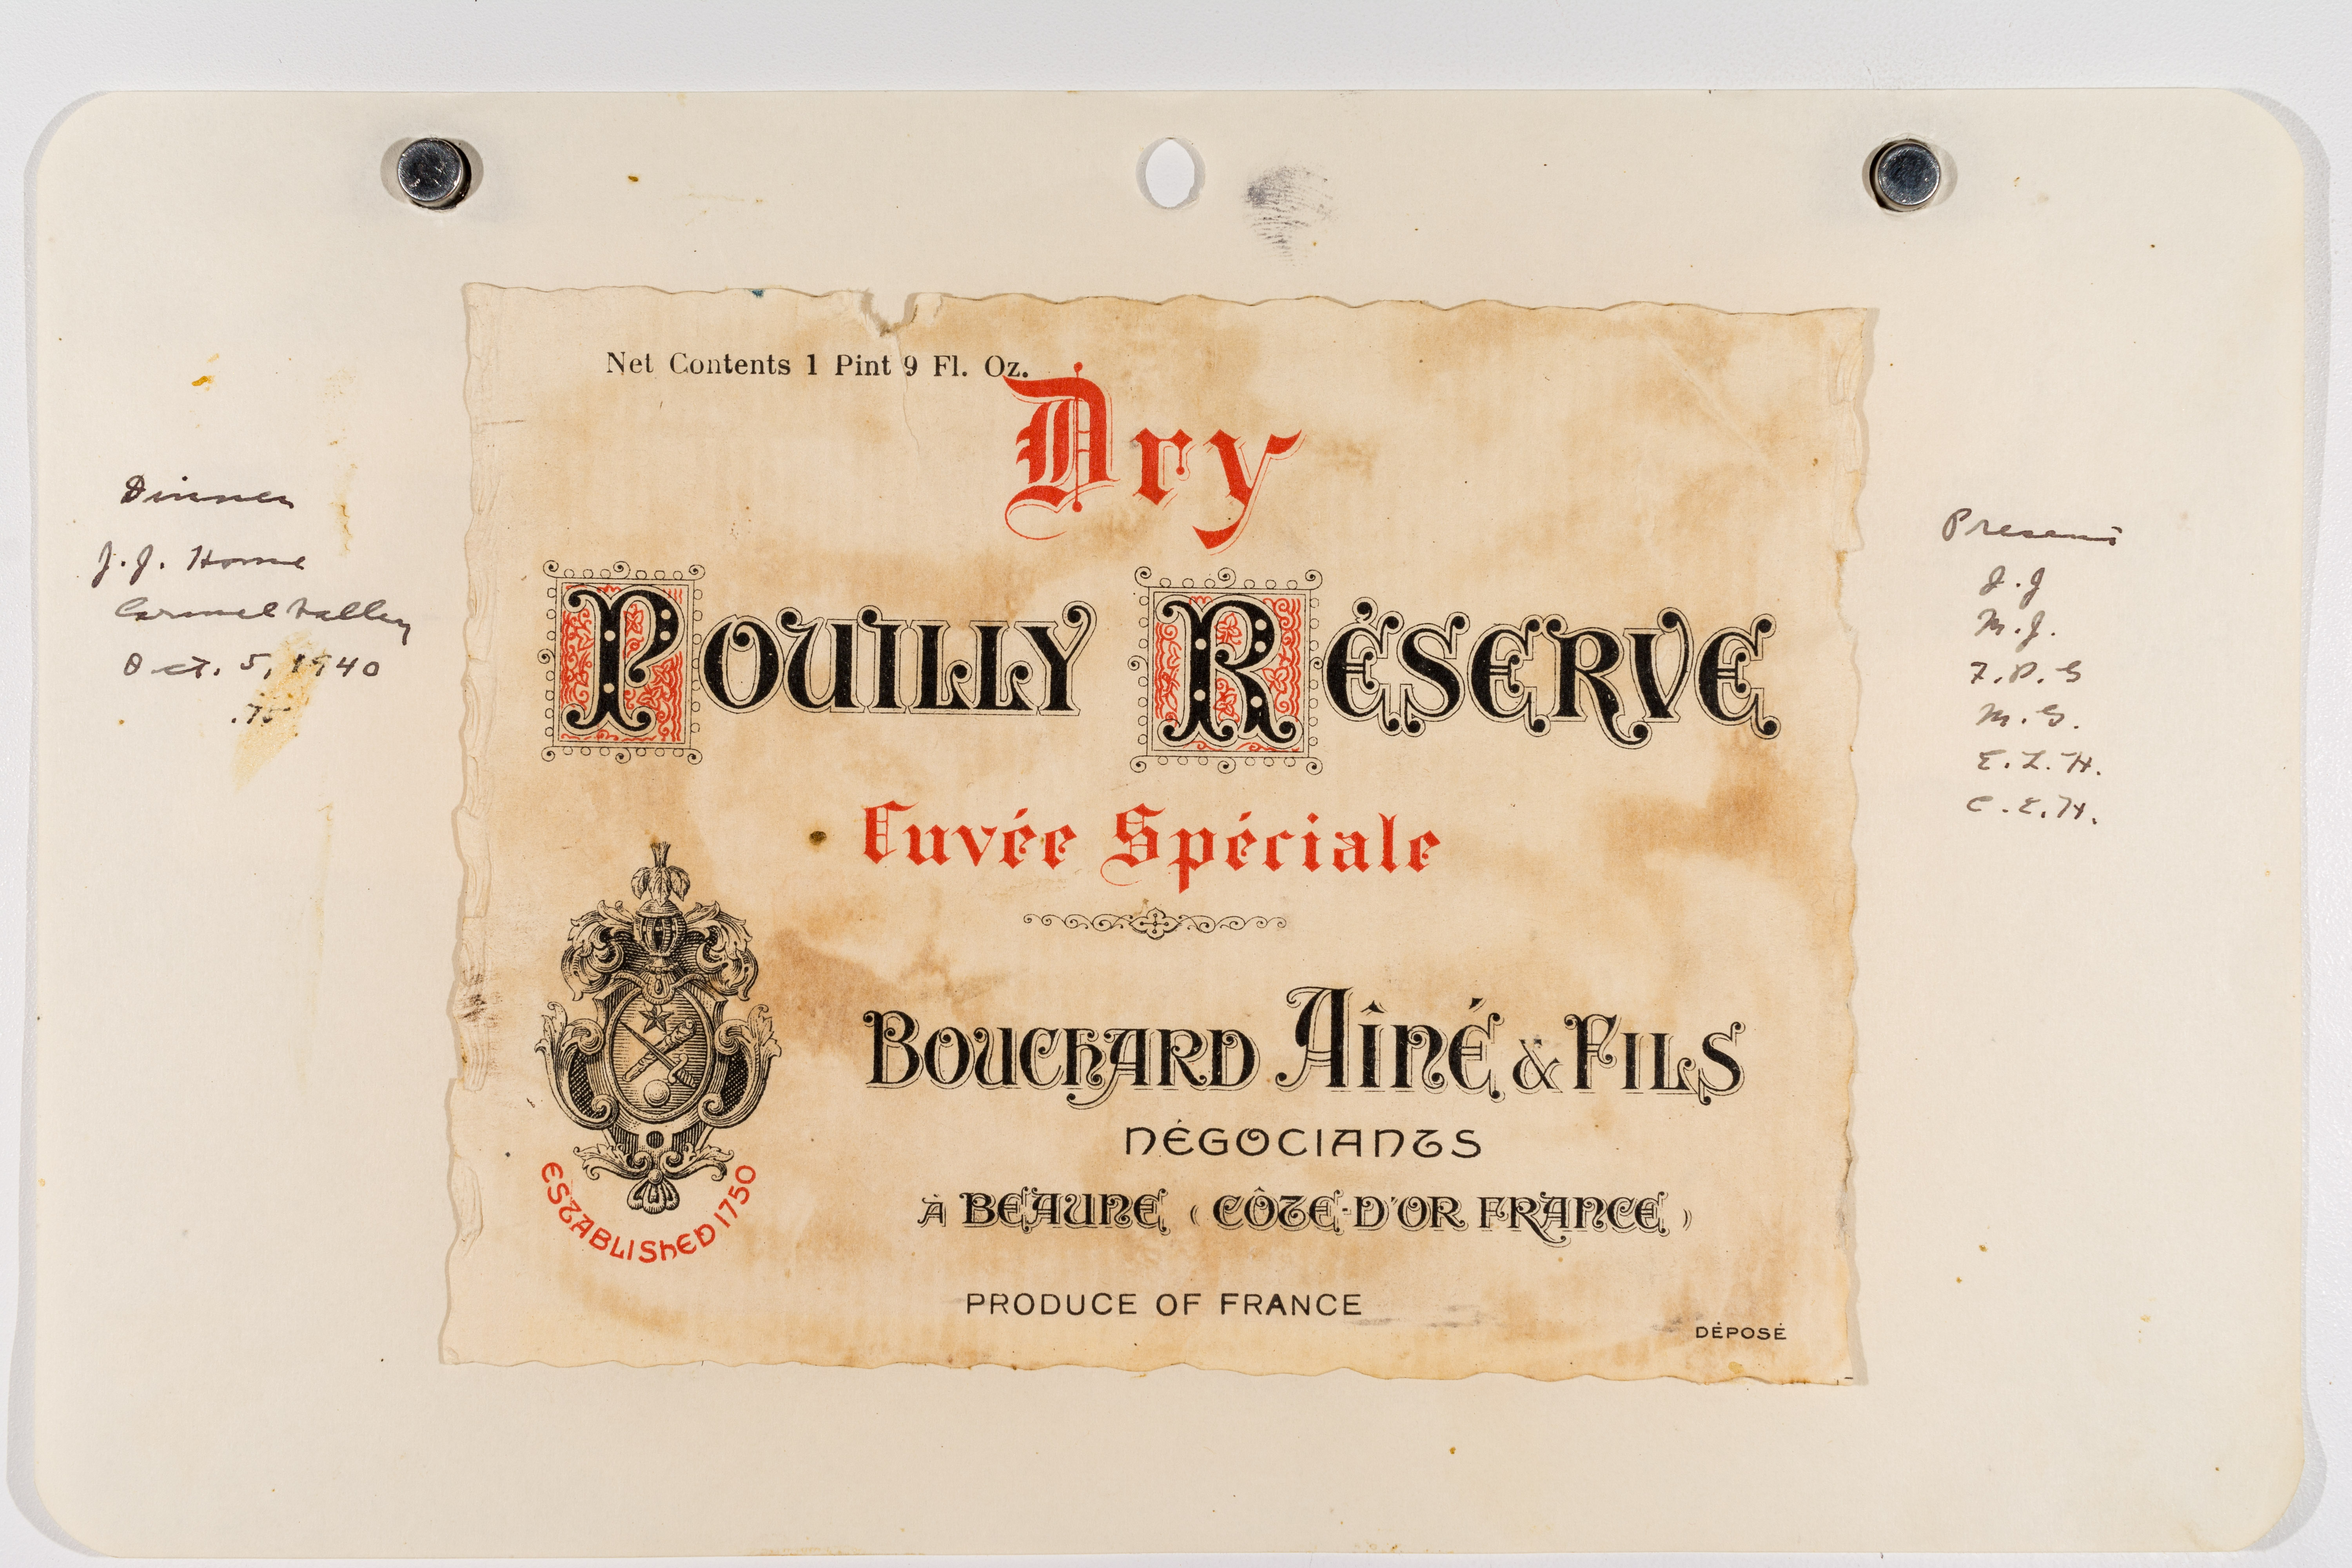 Net Contents 1 Pint 9 Fl. Oz.
Dry
POUILLY RÉSERVE
Cuvée Spéciale
BOUCHARD AÎNÉ & FILS
NÉGOCIANTS
À BEAUNE (CÔTE-D'OR FRANCE)
ESTABLISHED 1750
PRODUCE OF FRANCE
DÉPOSÉ
Dinner
J.J. Home
Carmel Valley
Oct. 5, 1940
.75
Present
J.J
M.J.
F.P.G
M.G.
E.L.H.
C.E.H.